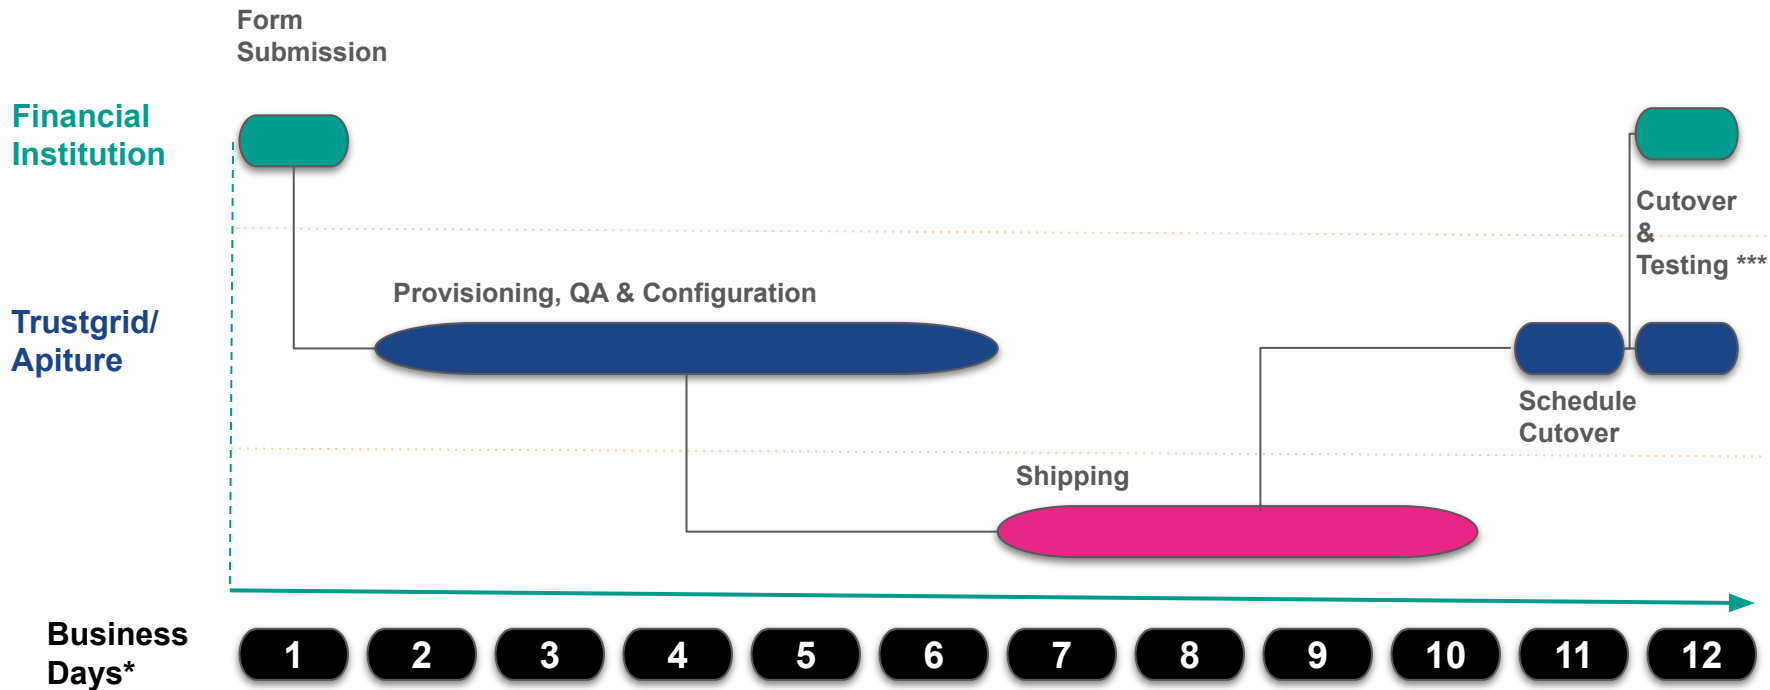 Form
Submission
Financial
Institution
Cutover
&
Testing ***
Provisioning, QA & Configuration
Trustgrid/
Apiture
Schedule
Cutover
Shipping
Business
Days*
1 2 3 4 5 6 7 8 9 10 11 12